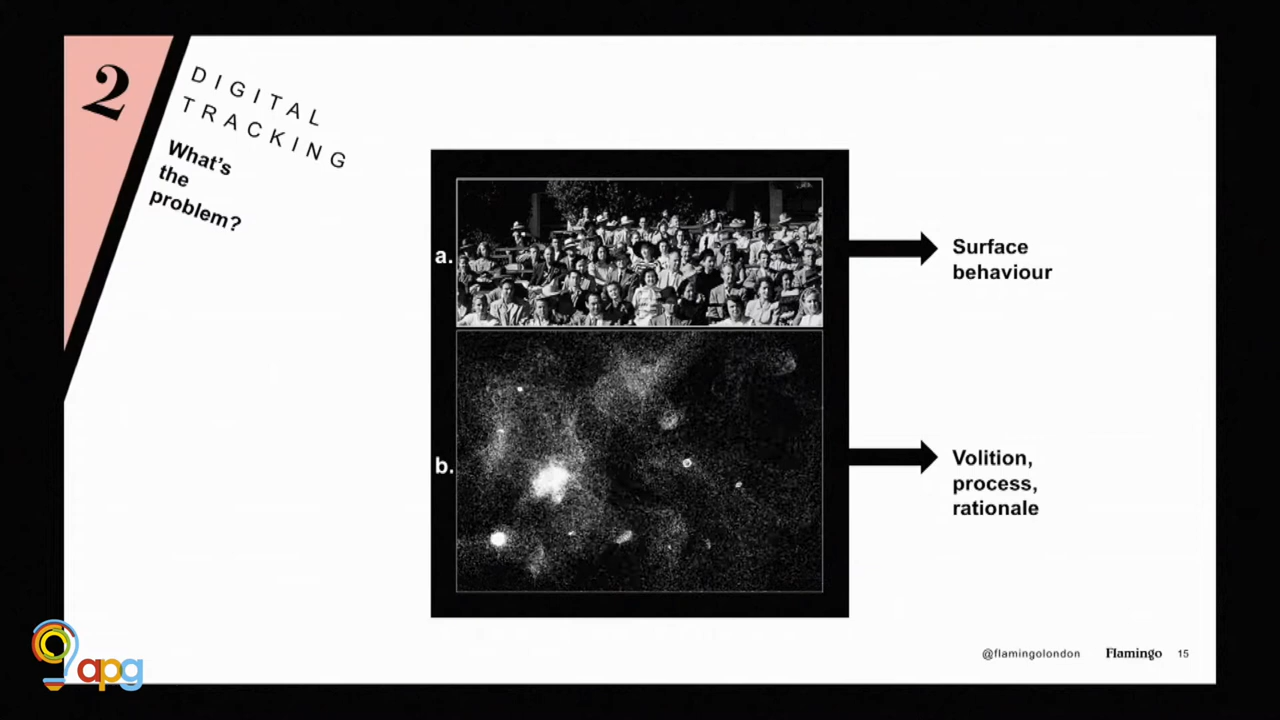 2
DIGITAL
TRACKING
What's
the
problem?
a.
Surface
behaviour
b.
Volition,
process,
rationale
@flamingolondon Flamingo 15
apg